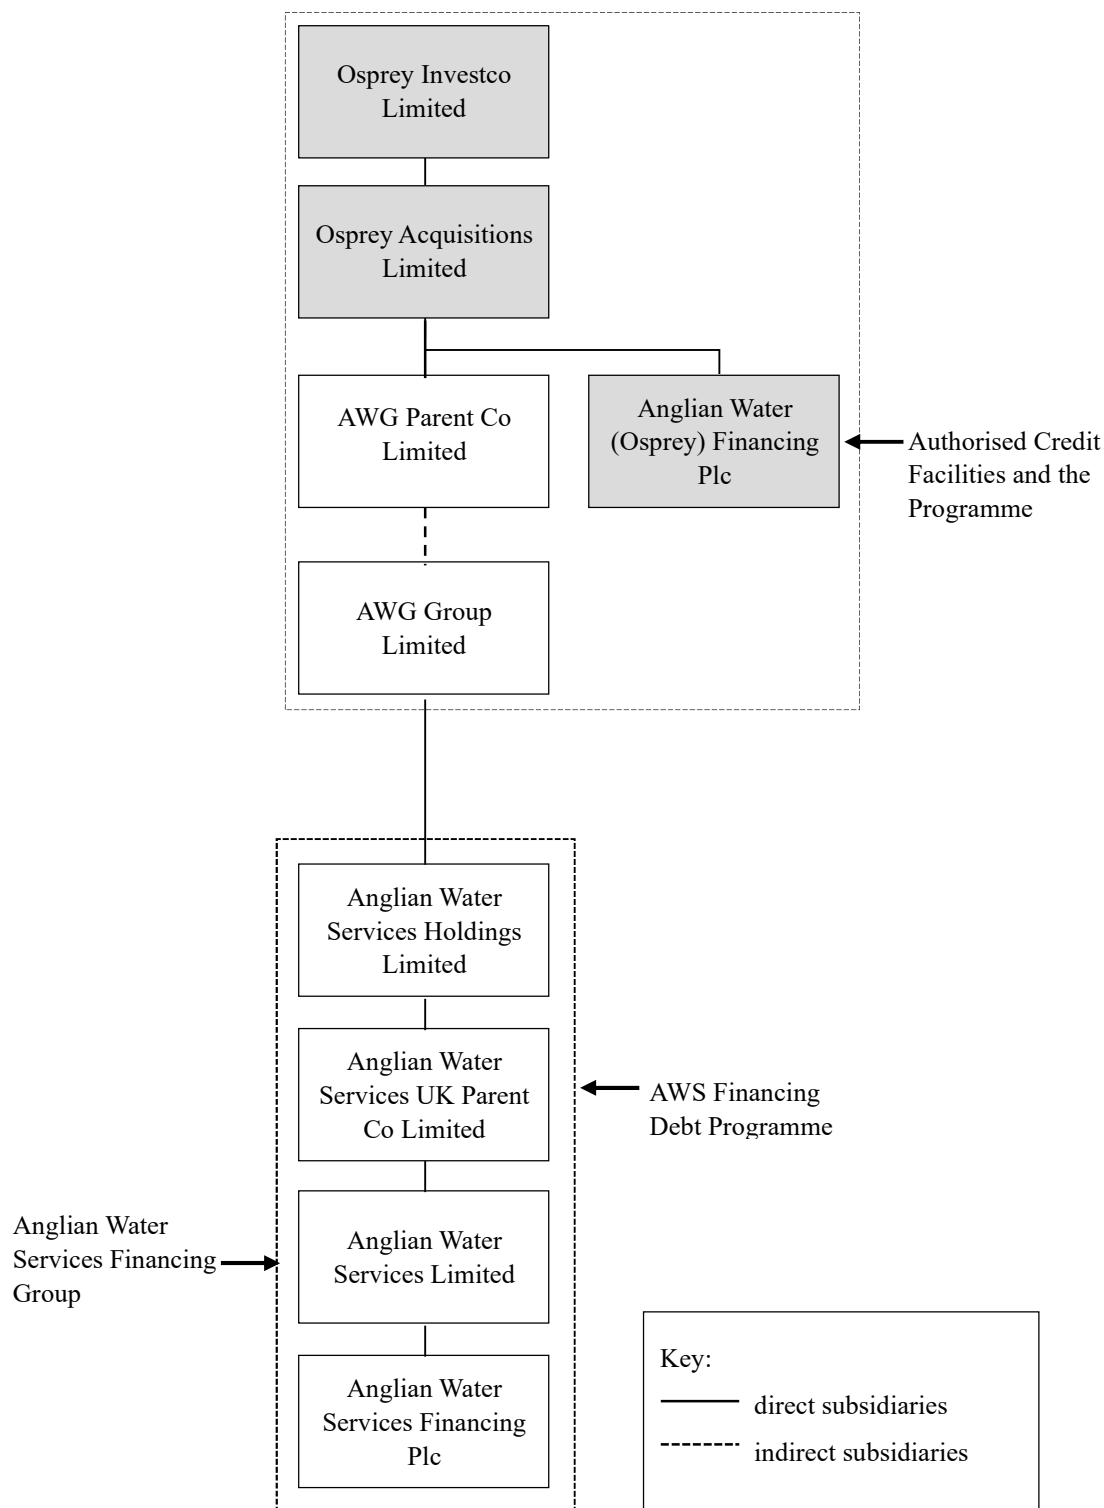 Osprey Investco
Limited
Osprey Acquisitions
Limited
AWG Parent Co
Limited
Anglian Water
(Osprey) Financing
Plc
Authorised Credit
Facilities and the
Programme
AWG Group
Limited
Anglian Water
Services Holdings
Limited
Anglian Water
Services UK Parent
Co Limited
AWS Financing
Debt Programme
Anglian Water
Services Financing
Group
Anglian Water
Services Limited
Anglian Water
Services Financing
Plc
Key:
direct subsidiaries
indirect subsidiaries